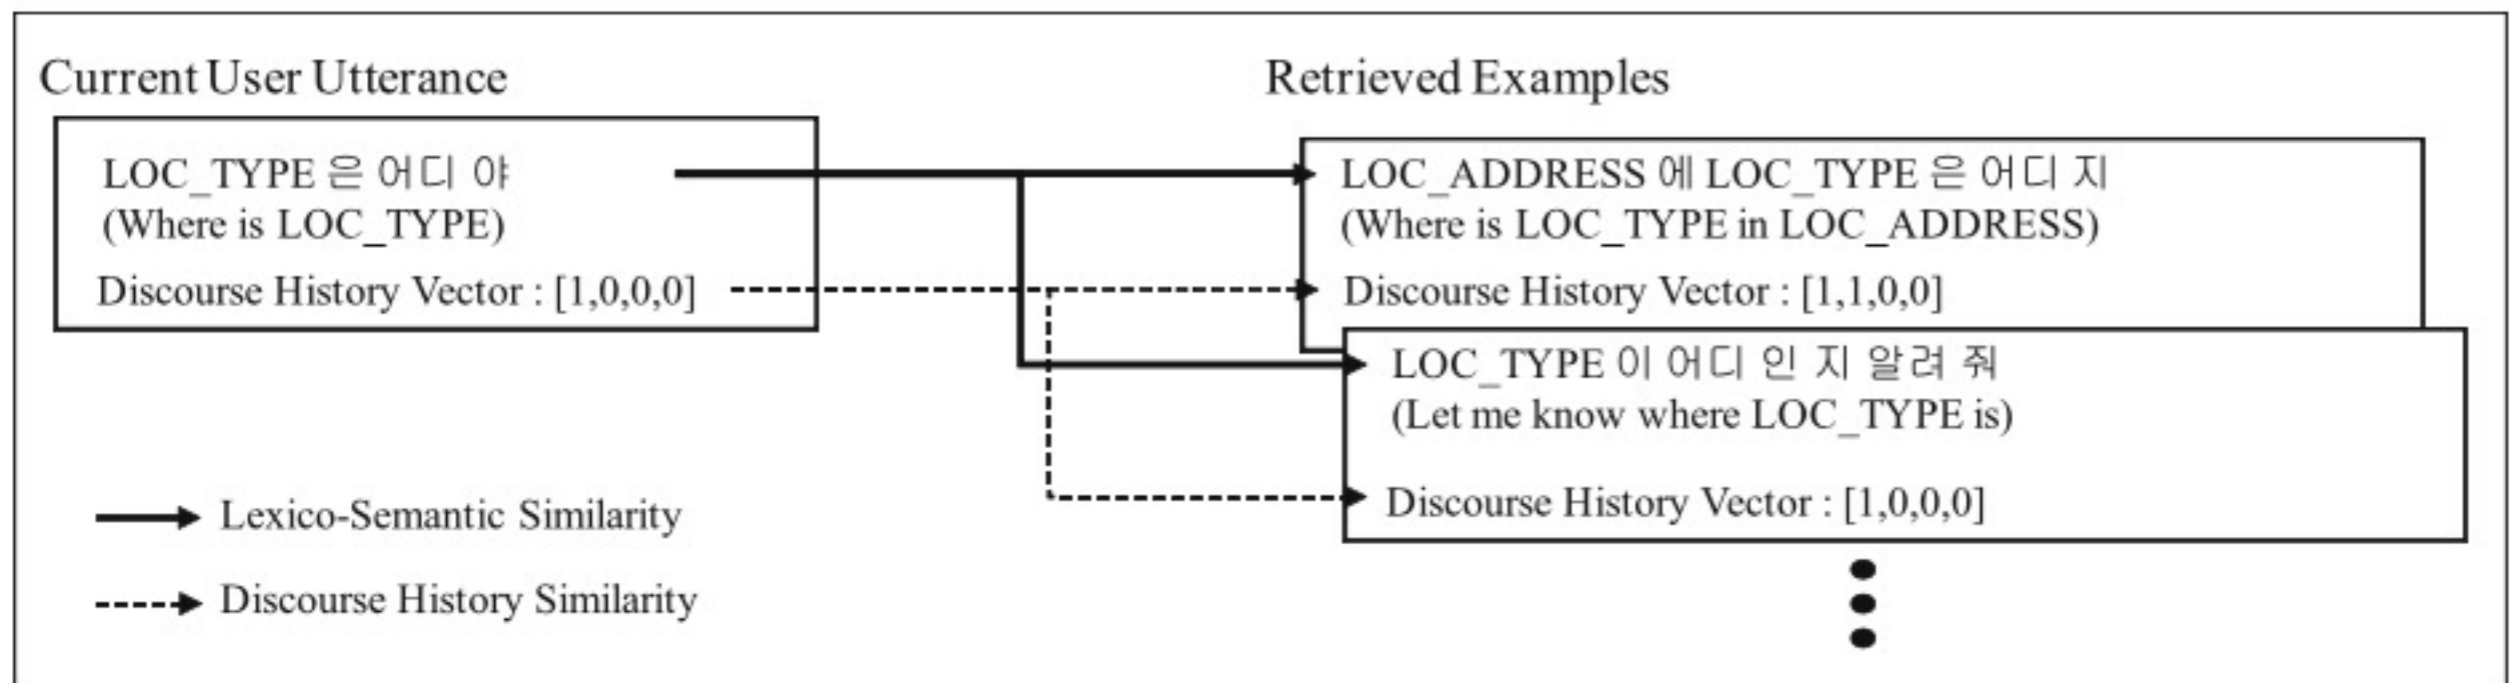 Current User Utterance
LOC_TYPE 은 어디 야
(Where is LOC_TYPE)
Discourse History Vector : [1,0,0,0]
Retrieved Examples
LOC_ADDRESS 에 LOC_TYPE 은 어디 지
(Where is LOC_TYPE in LOC_ADDRESS)
Discourse History Vector : [1,1,0,0]
LOC_TYPE 이 어디 인 지 알려 줘
(Let me know where LOC_TYPE is)
Discourse History Vector : [1,0,0,0]
Lexico-Semantic Similarity
Discourse History Similarity